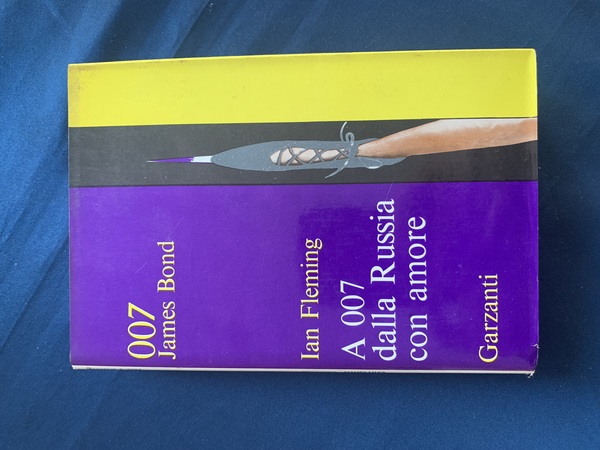 007
James Bond
Ian Fleming
A 007
dalla Russia
con amore
Garzanti